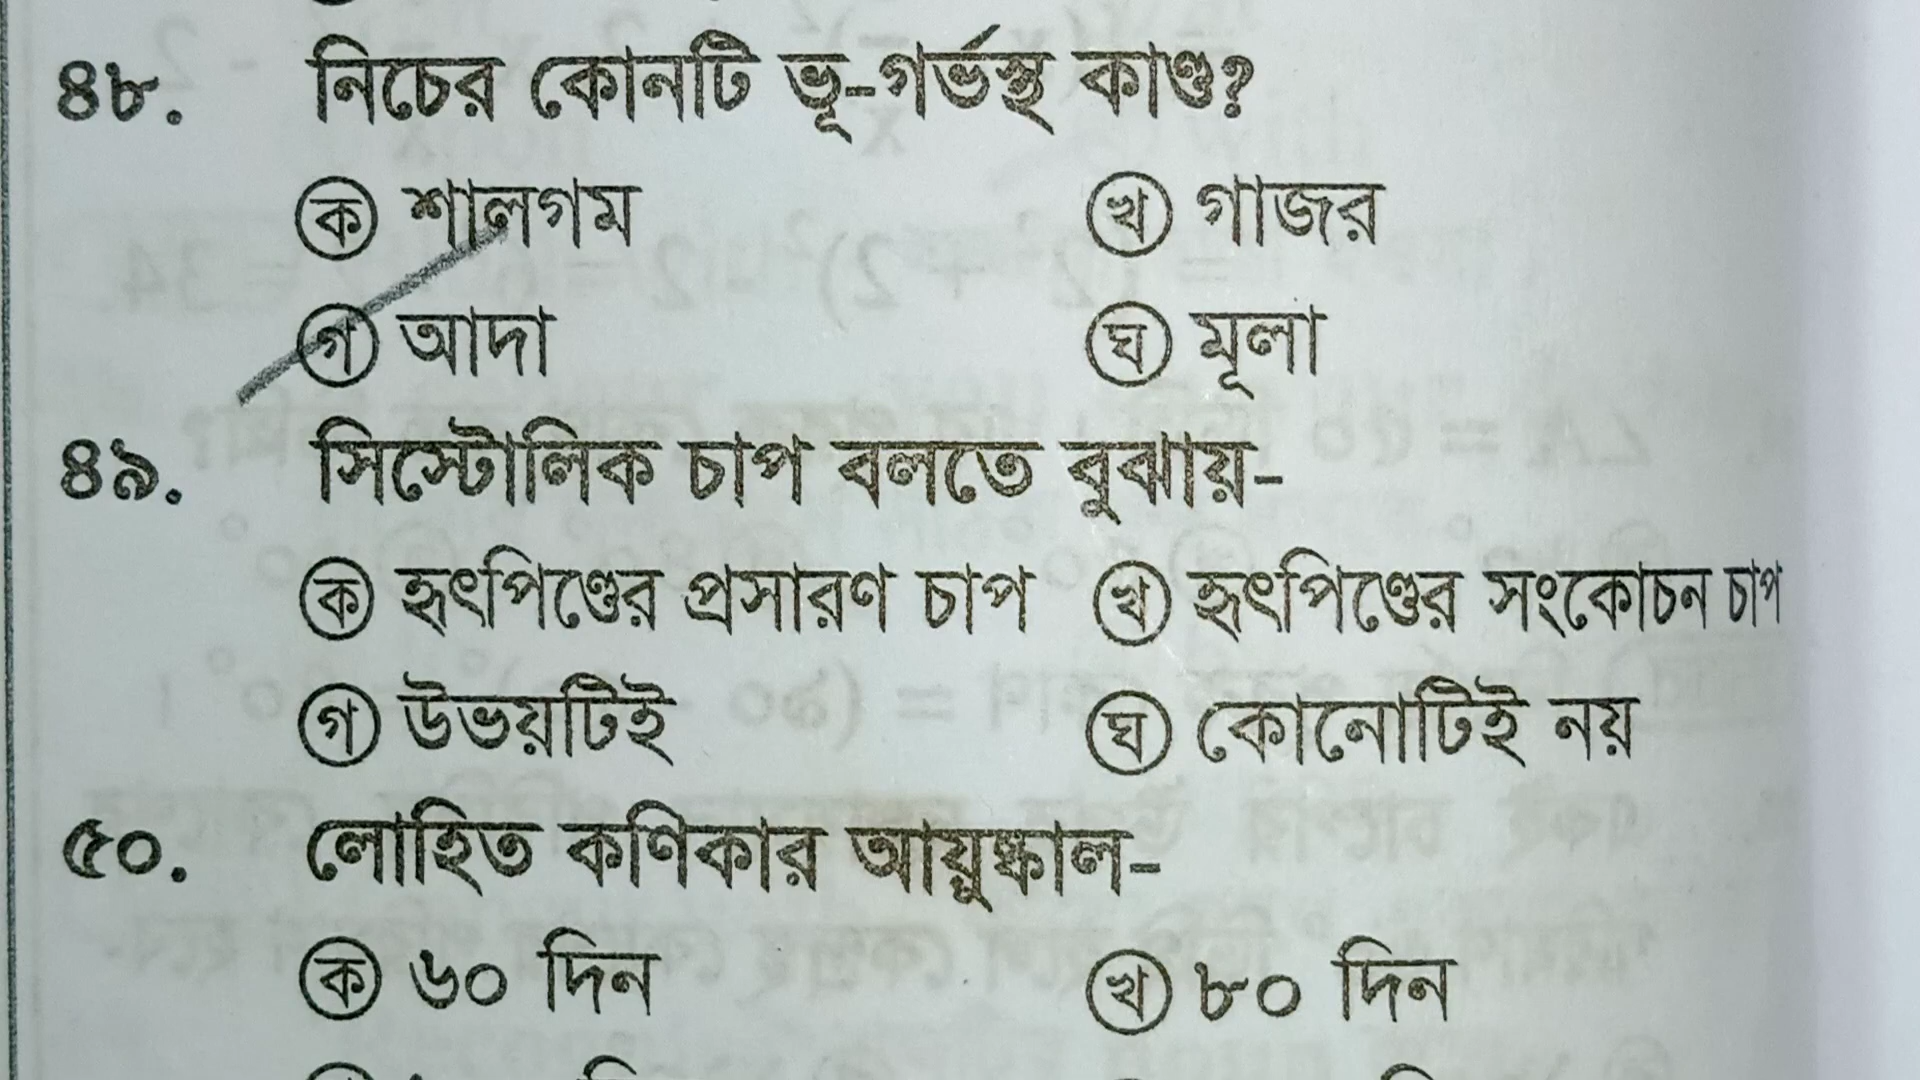 ৪৮. নিচের কোনটি ভূ-গর্ভস্থ কাণ্ড?
ক শালগম খ গাজর
গ আদা ঘ মূলা
৪৯. সিস্টোলিক চাপ বলতে বুঝায়-
ক হৃৎপিণ্ডের প্রসারণ চাপ খ হৃৎপিণ্ডের সংকোচন চাপ
গ উভয়টিই ঘ কোনোটিই নয়
৫০. লোহিত কণিকার আয়ুষ্কাল-
ক ৬০ দিন খ ৮০ দিন